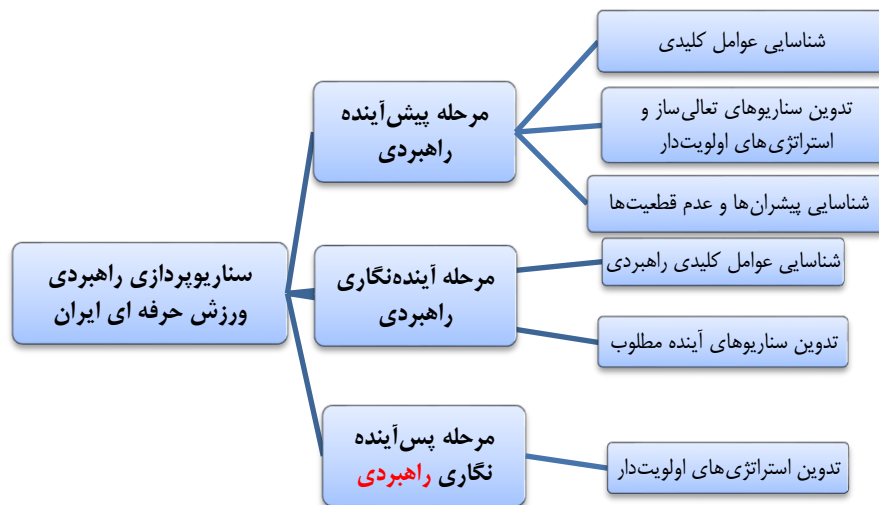 سناریوپردازی راهبردی
ورزش حرفه ای ایران
مرحله پیش‌آینده
راهبردی
شناسایی عوامل کلیدی
تدوین سناریوهای تعالی‌ساز و
استراتژی‌های اولویت‌دار
شناسایی پیشران‌ها و عدم قطعیت‌ها
مرحله آینده‌نگاری
راهبردی
شناسایی عوامل کلیدی راهبردی
تدوین سناریوهای آینده مطلوب
مرحله پس‌آینده
نگاری راهبردی
تدوین استراتژی‌های اولویت‌دار